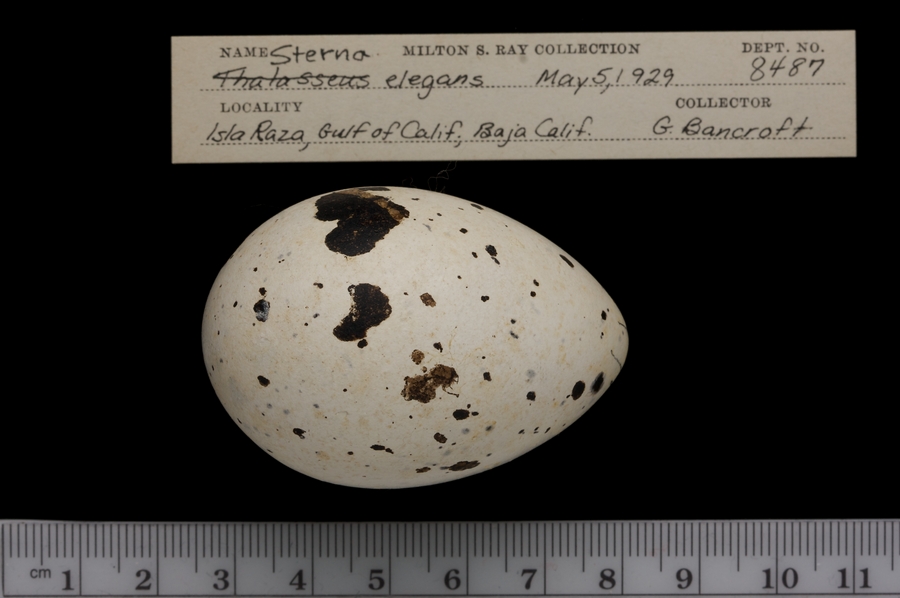 NAME Sterna MILTON S. RAY COLLECTION DEPT. NO.
Thalasseus elegans May 5, 1929 8487
LOCALITY COLLECTOR
Isla Raza, Gulf of Calif., Baja Calif. G. Bancroft
cm 1 2 3 4 5 6 7 8 9 10 11